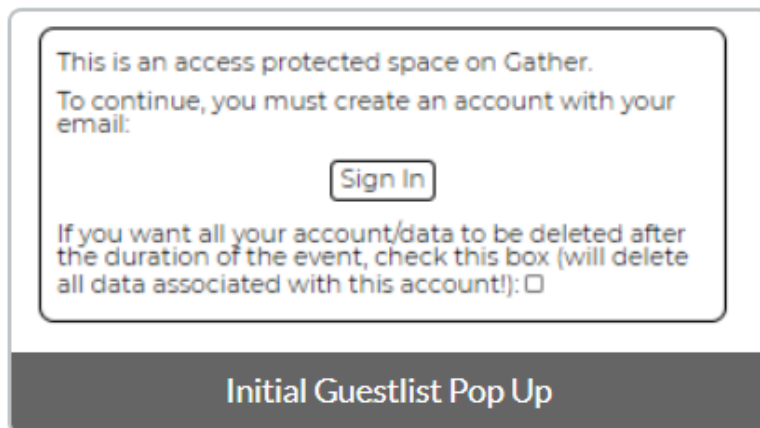 This is an access protected space on Gather.
To continue, you must create an account with your
email:
Sign In
If you want all your account/data to be deleted after
the duration of the event, check this box (will delete
all data associated with this account!):
Initial Guestlist Pop Up